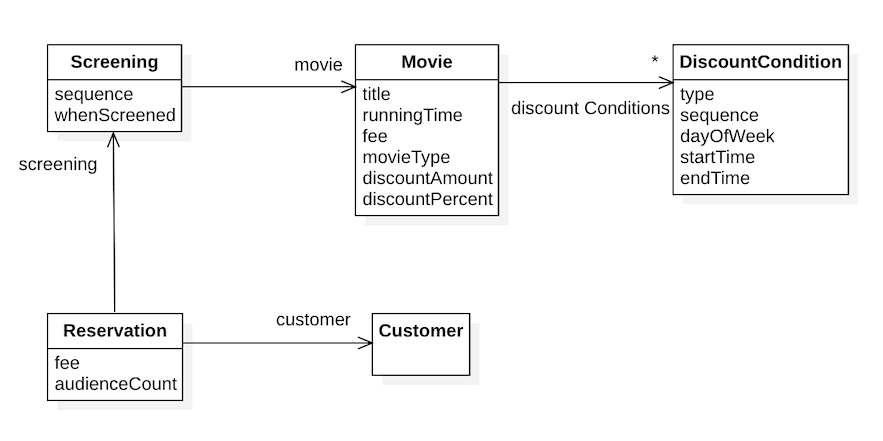 Screening
sequence
whenScreened
movie
Movie
title
runningTime
fee
movieType
discountAmount
discountPercent
*
discount Conditions
DiscountCondition
type
sequence
dayOfWeek
startTime
endTime
screening
Reservation
fee
audienceCount
customer
Customer